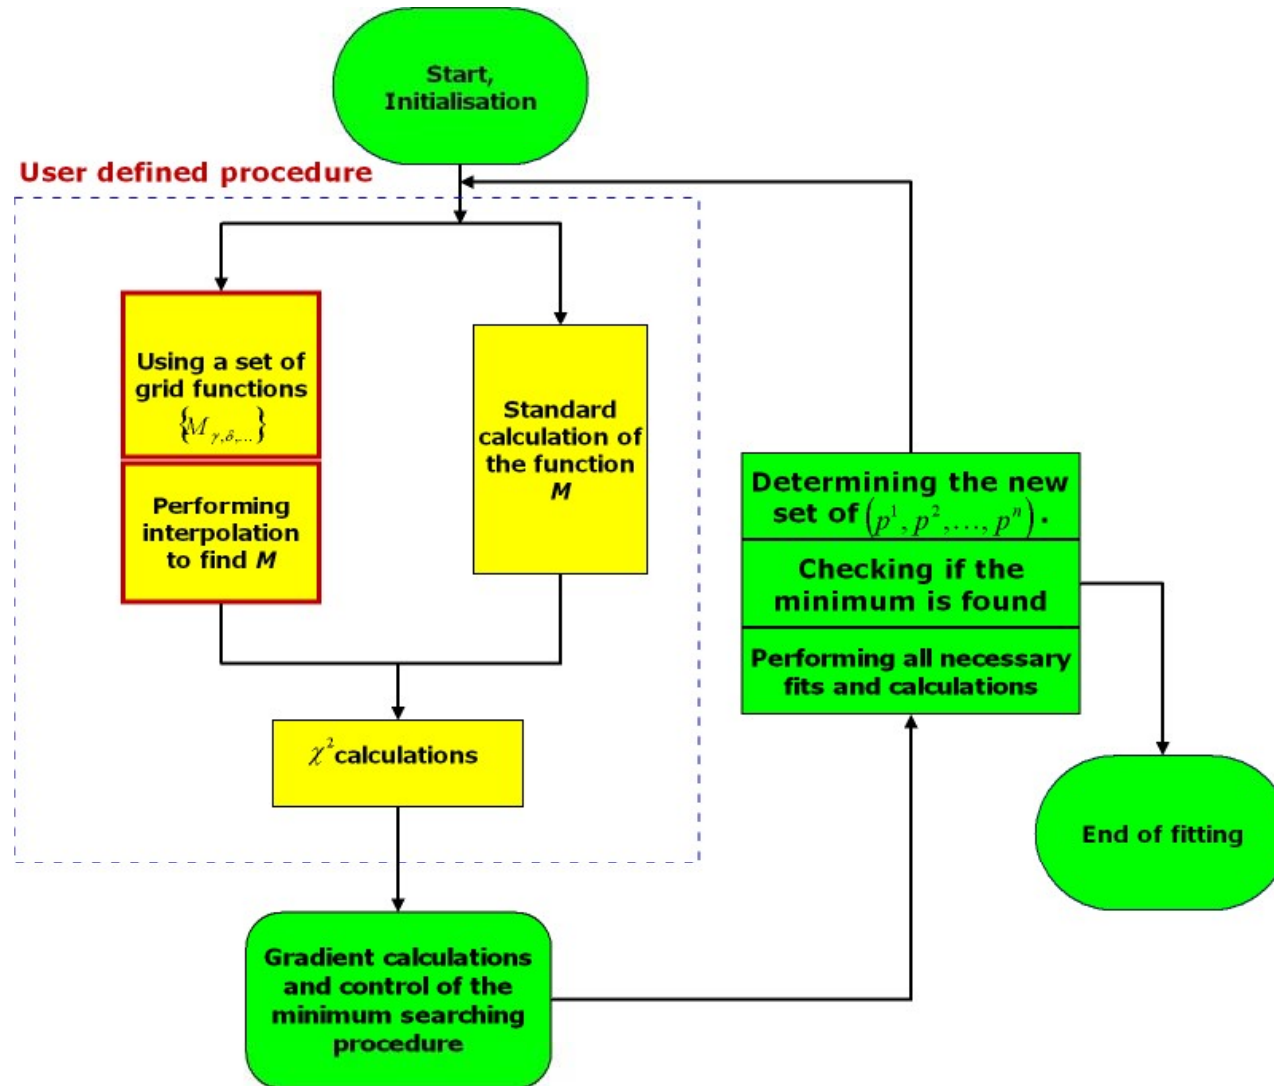 Start,
Initialisation
User defined procedure
Using a set of
grid functions
{M γ,δ,...}
Performing
interpolation
to find M
Standard
calculation of
the function
M
χ² calculations
Gradient calculations
and control of the
minimum searching
procedure
Determining the new
set of (p¹, p², ..., pⁿ).
Checking if the
minimum is found
Performing all necessary
fits and calculations
End of fitting